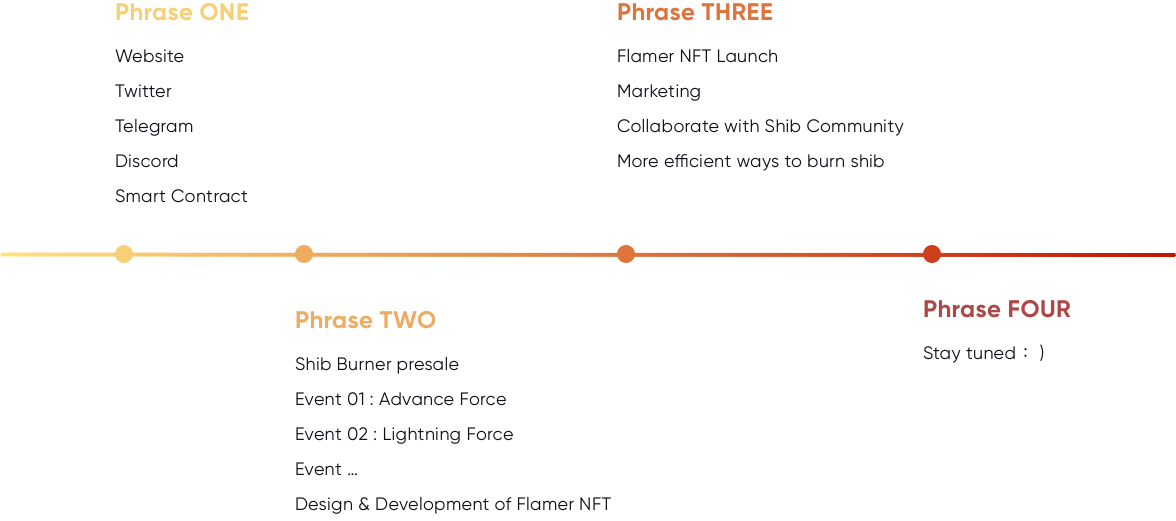 Phrase ONE
Website
Twitter
Telegram
Discord
Smart Contract
Phrase TWO
Shib Burner presale
Event 01 : Advance Force
Event 02 : Lightning Force
Event ...
Design & Development of Flamer NFT
Phrase THREE
Flamer NFT Launch
Marketing
Collaborate with Shib Community
More efficient ways to burn shib
Phrase FOUR
Stay tuned：)